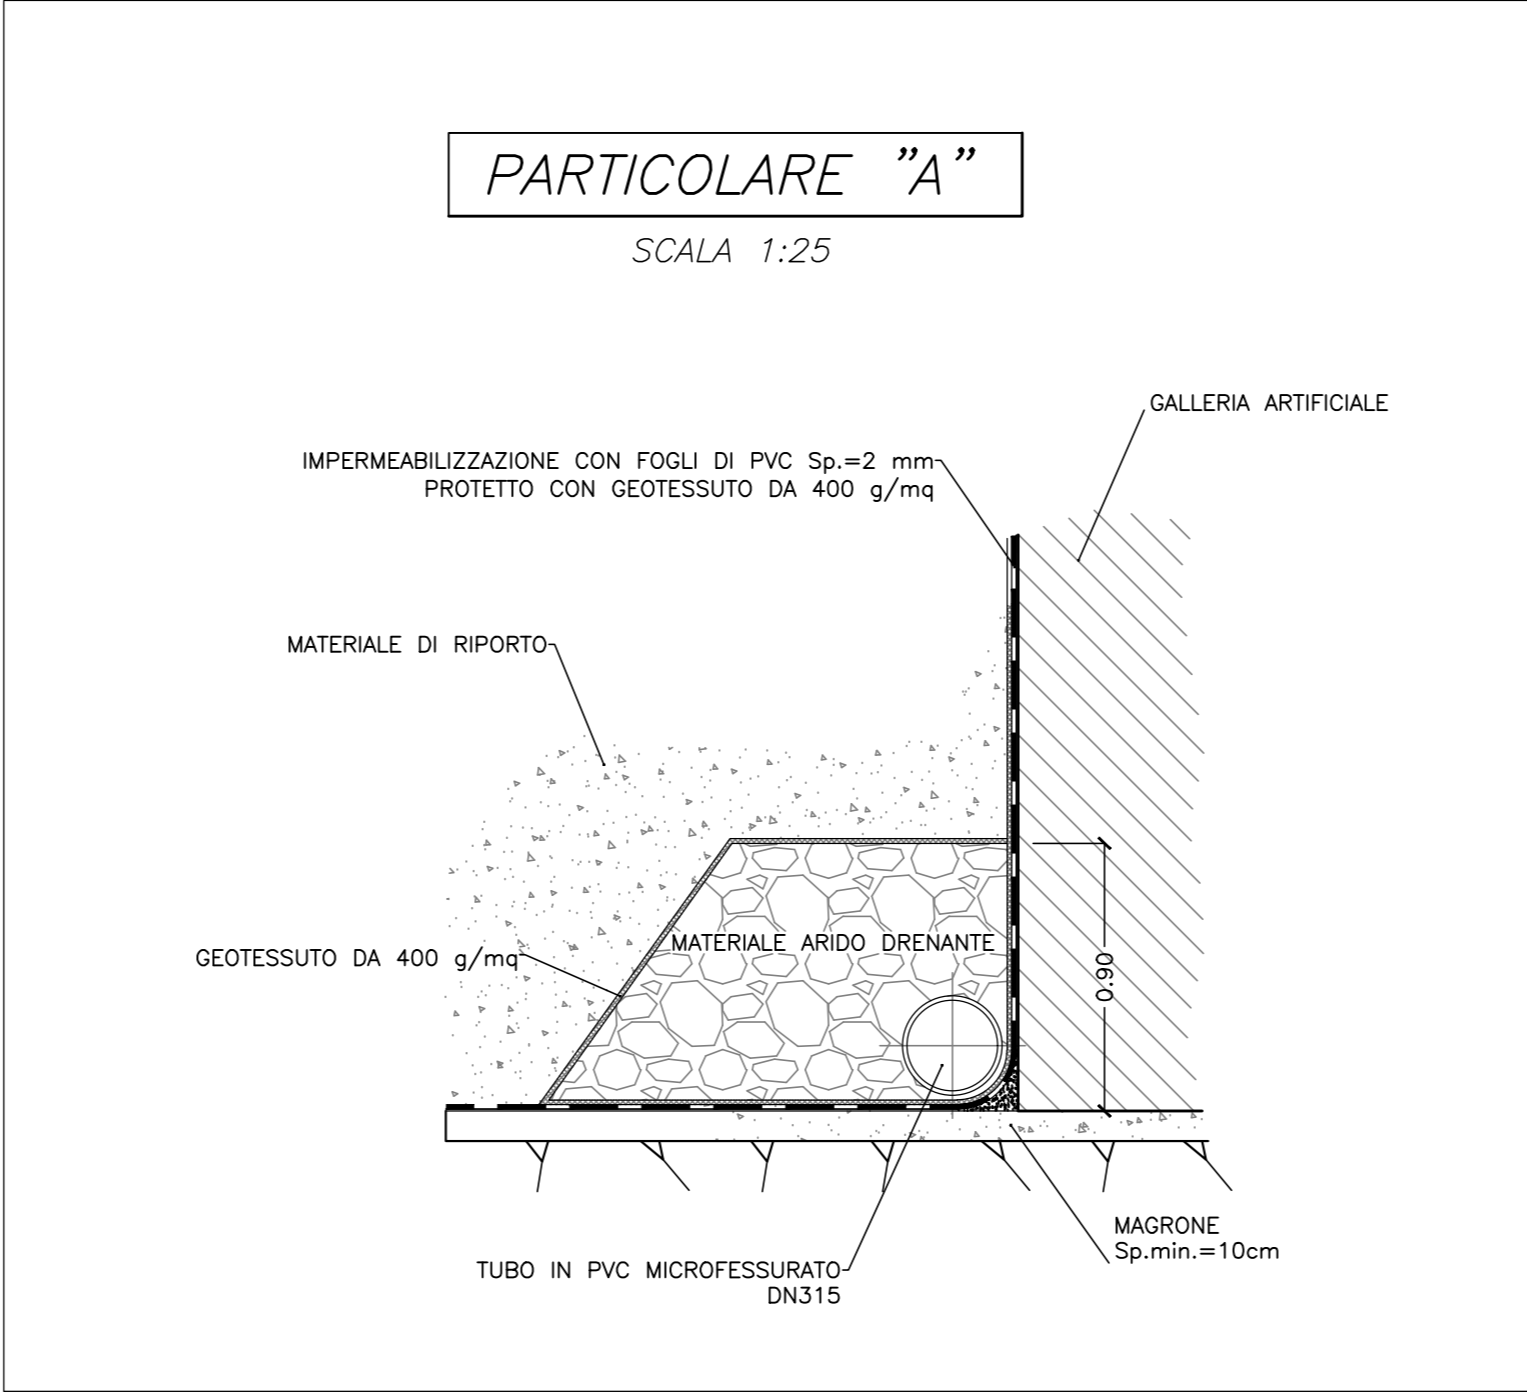 PARTICOLARE "A"
SCALA 1:25
GALLERIA ARTIFICIALE
IMPERMEABILIZZAZIONE CON FOGLI DI PVC Sp.=2 mm
PROTETTO CON GEOTESSUTO DA 400 g/mq
MATERIALE DI RIPORTO
MATERIALE ARIDO DRENANTE
GEOTESSUTO DA 400 g/mq
0.90
MAGRONE
Sp.min.=10cm
TUBO IN PVC MICROFESSURATO
DN315